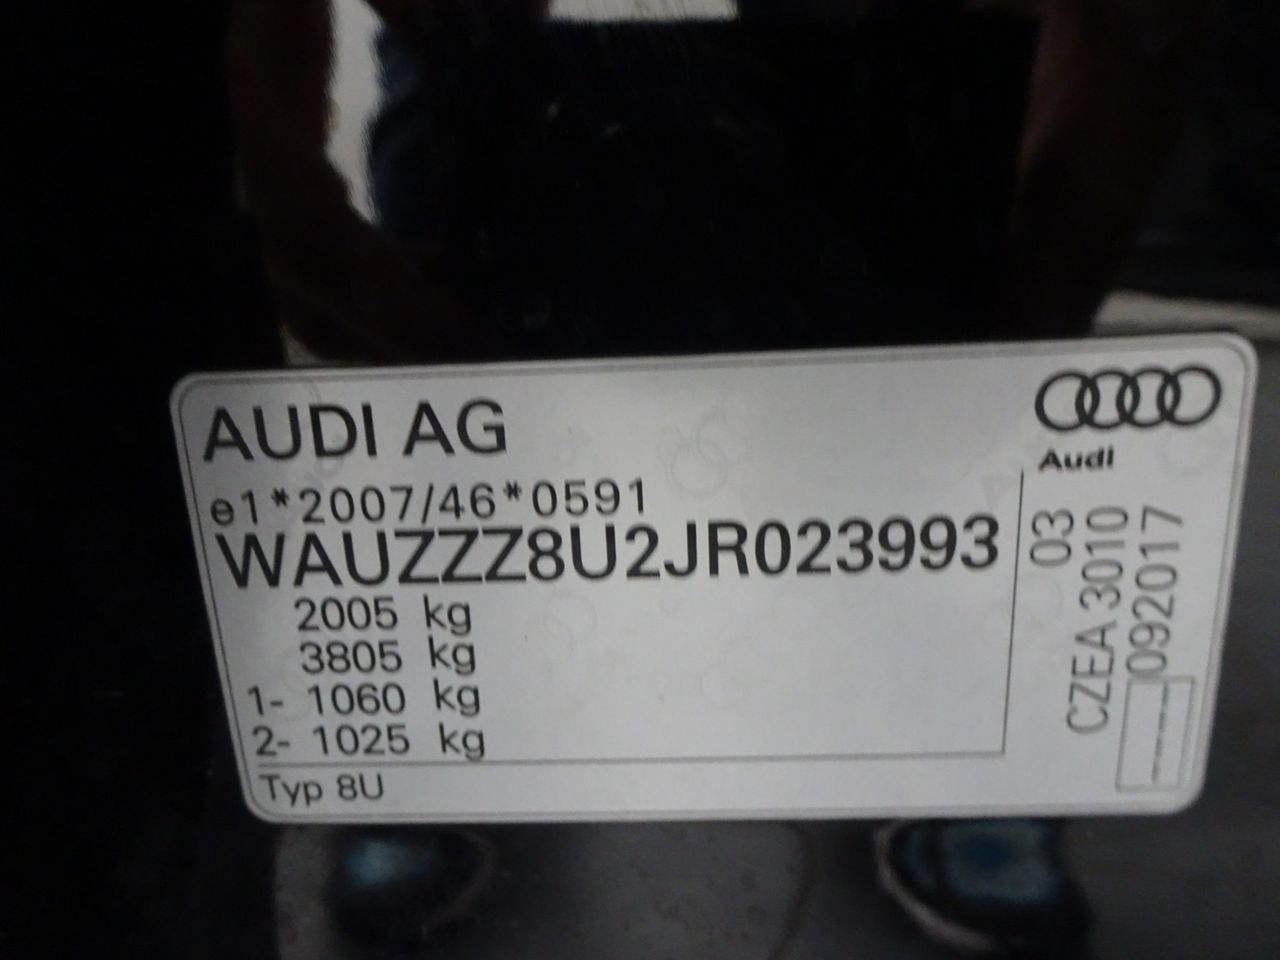 AUDI AG
e1*2007/46*0591
WAUZZZ8U2JR023993
2005 kg
3805 kg
1- 1060 kg
2- 1025 kg
Typ 8U
Audi
03
CZEA 3010
092017
----